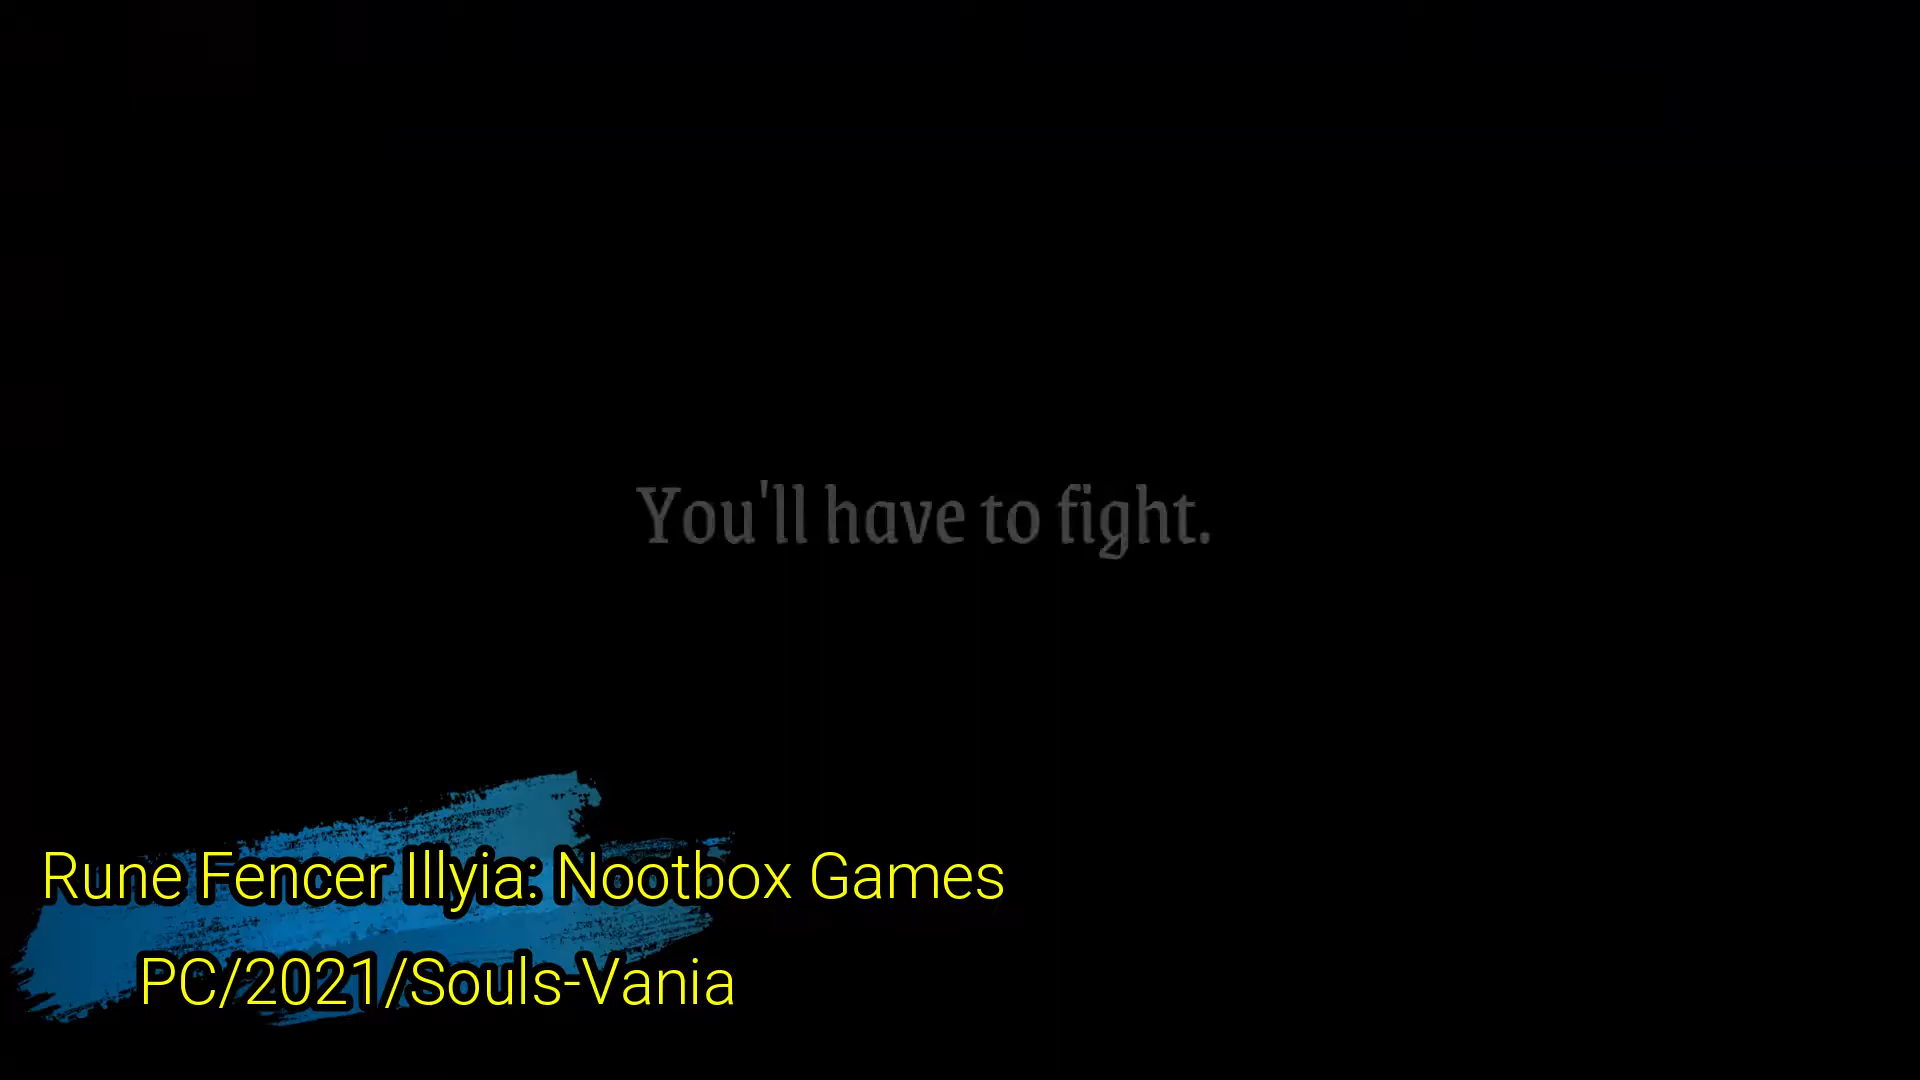 You'll have to fight.
Rune Fencer Illyia: Nootbox Games
PC/2021/Souls-Vania